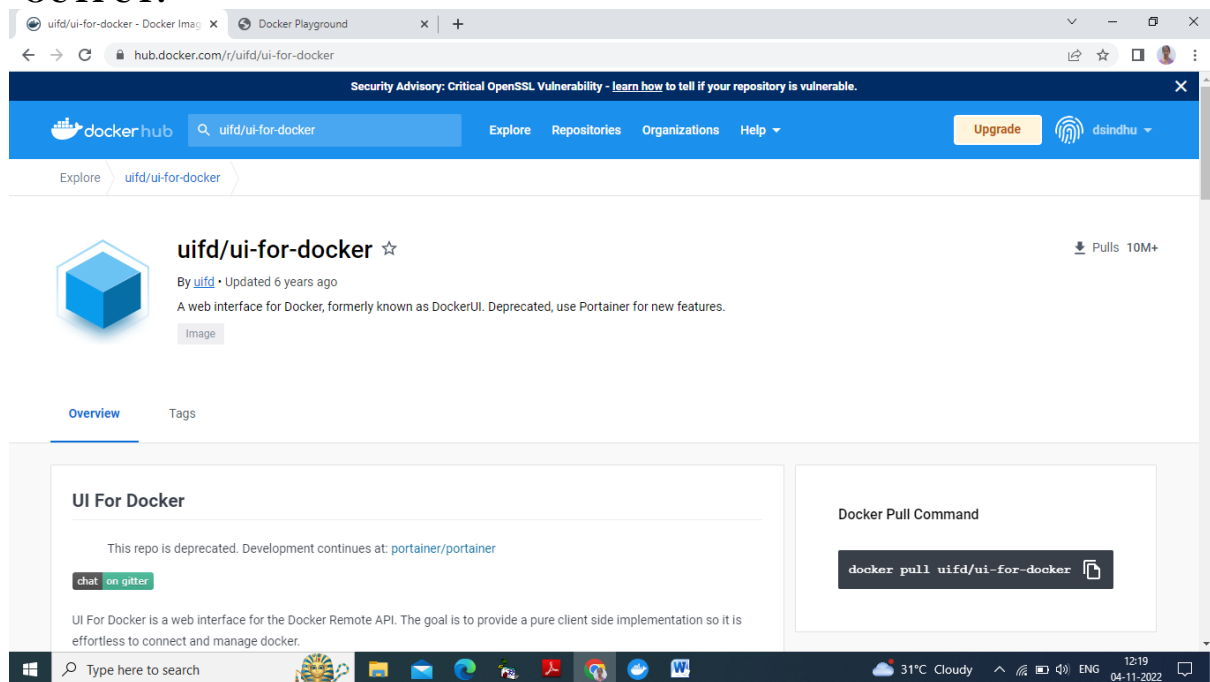 OUTPUT:
uifd/ui-for-docker - Docker Imag
Docker Playground
hub.docker.com/r/uifd/ui-for-docker
Security Advisory: Critical OpenSSL Vulnerability - learn how to tell if your repository is vulnerable.
docker hub
uifd/ui-for-docker
Explore
Repositories
Organizations
Help
Upgrade
dsindhu
Explore
uifd/ui-for-docker
uifd/ui-for-docker
Pulls 10M+
By uifd • Updated 6 years ago
A web interface for Docker, formerly known as DockerUI. Deprecated, use Portainer for new features.
Image
Overview
Tags
UI For Docker
This repo is deprecated. Development continues at: portainer/portainer
chat on gitter
UI For Docker is a web interface for the Docker Remote API. The goal is to provide a pure client side implementation so it is
effortless to connect and manage docker.
Docker Pull Command
docker pull uifd/ui-for-docker
Type here to search
31°C Cloudy
ENG
12:19
04-11-2022